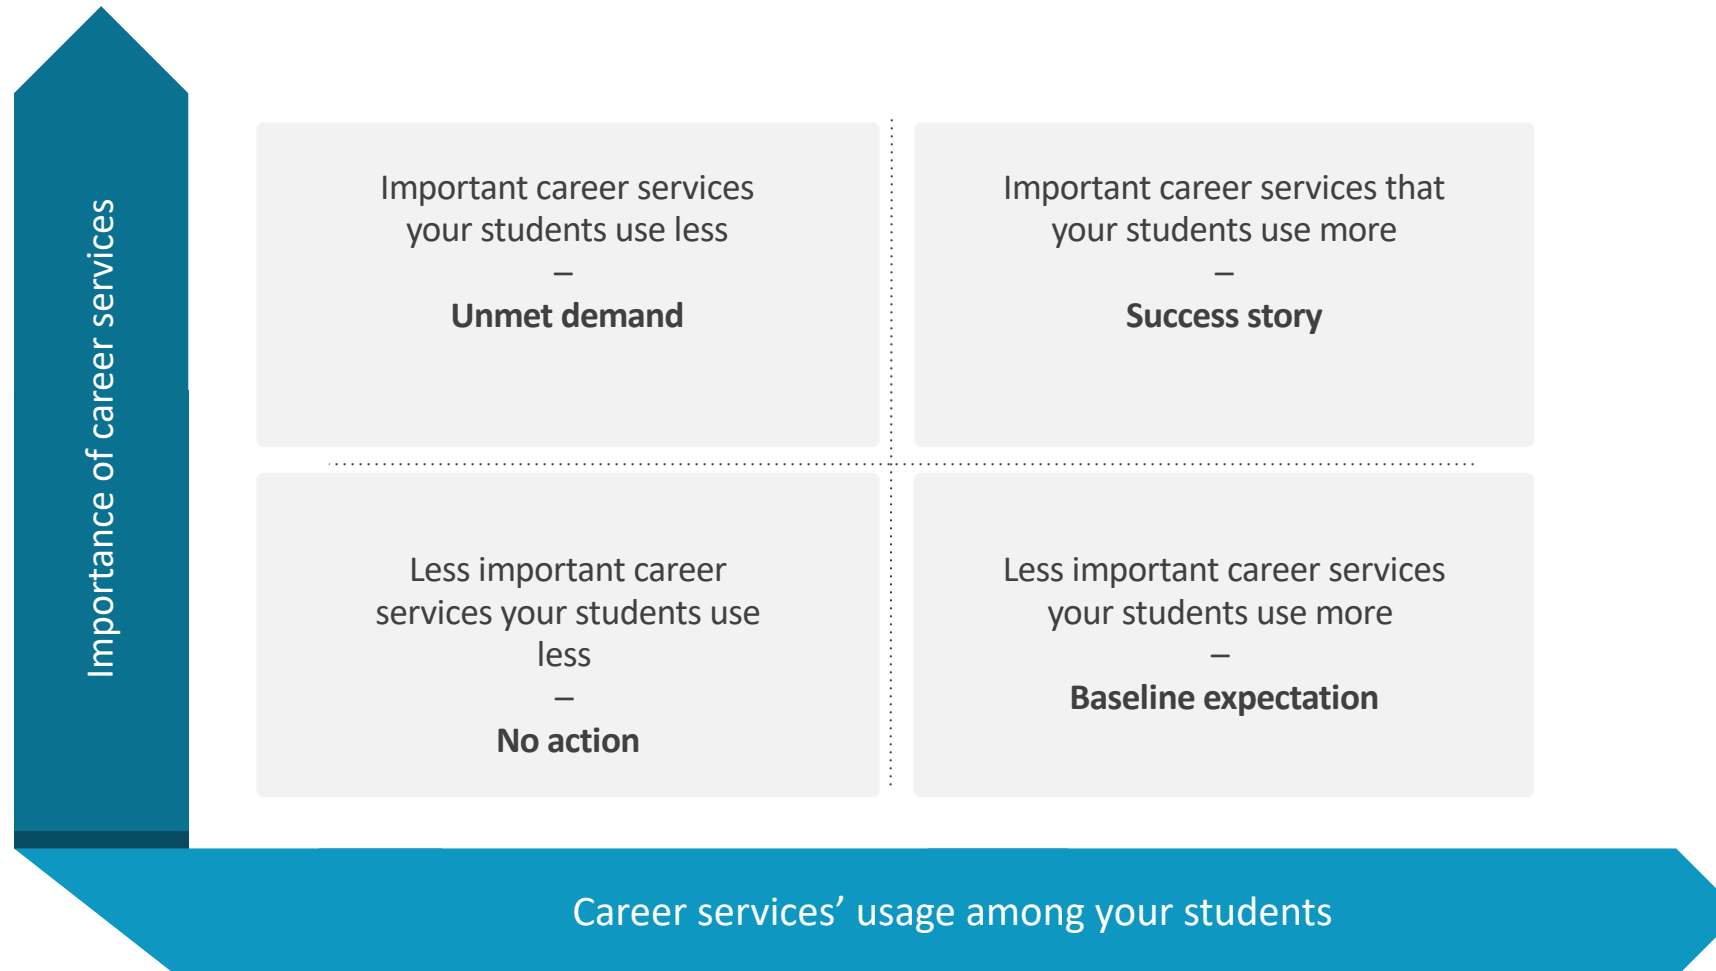 Importance of career services
Important career services
your students use less
–
Unmet demand
Important career services that
your students use more
–
Success story
Less important career
services your students use
less
–
No action
Less important career services
your students use more
–
Baseline expectation
Career services’ usage among your students